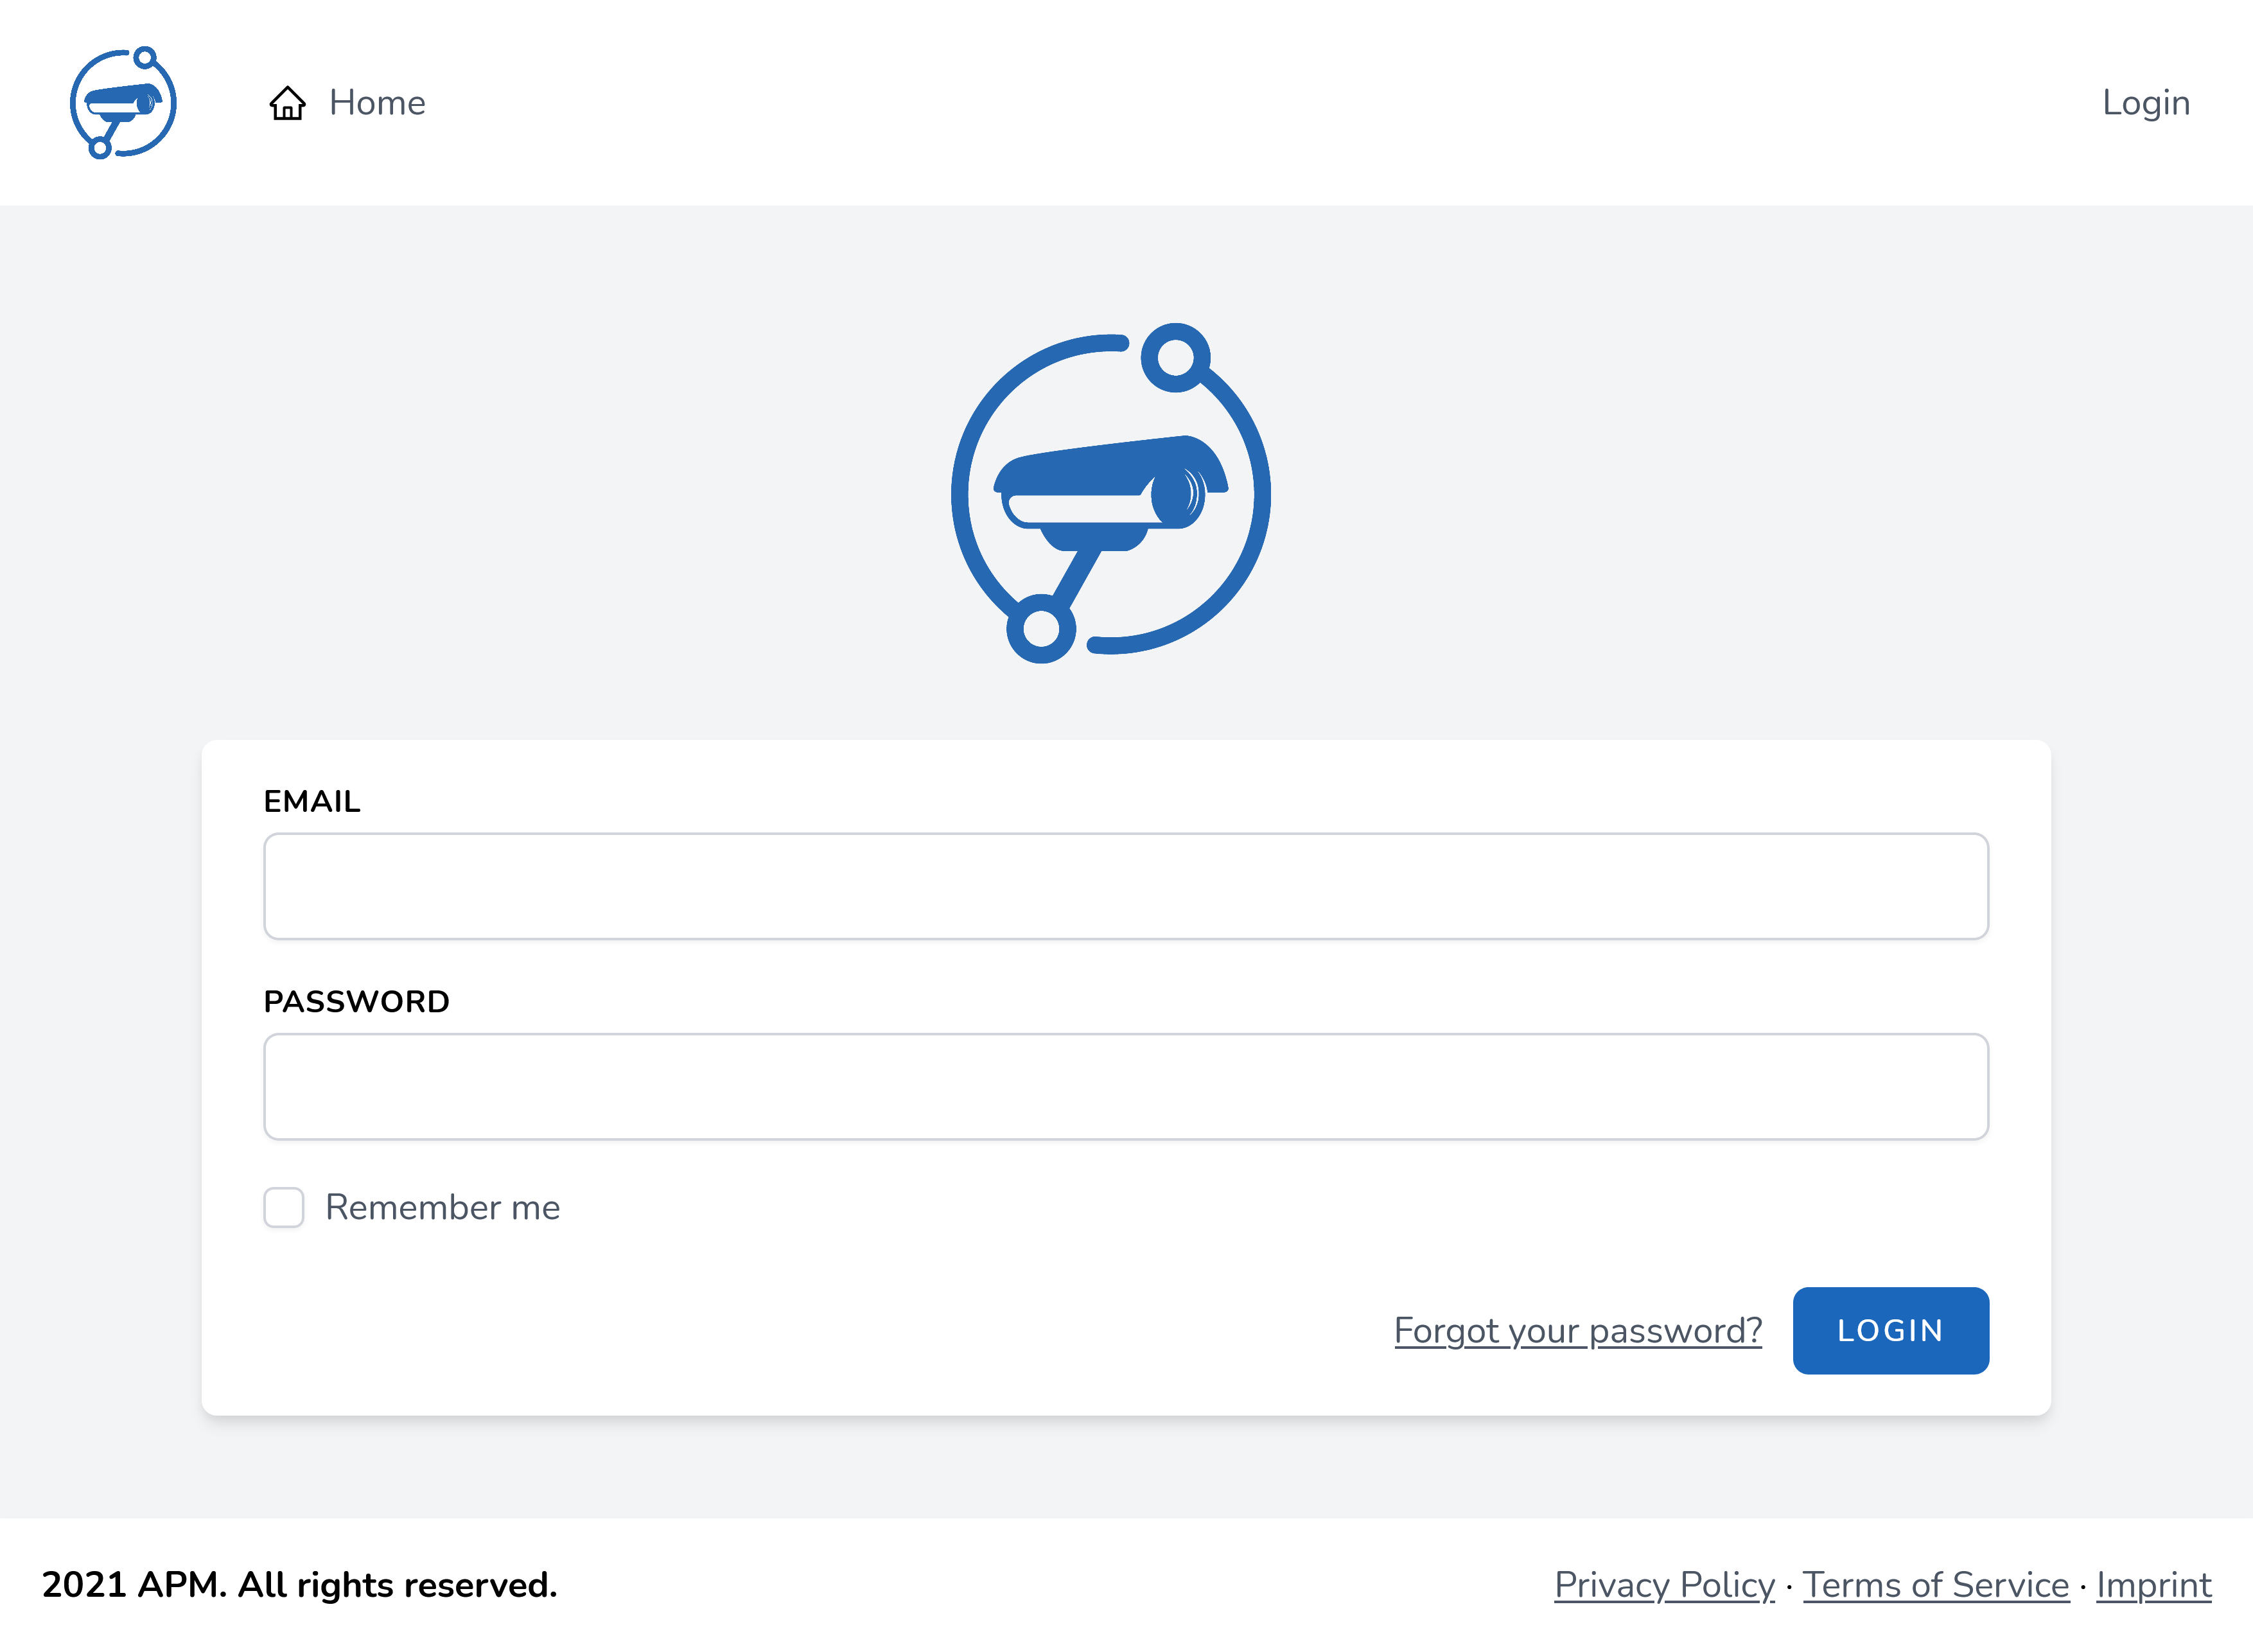 Home
Login
EMAIL
PASSWORD
Remember me
Forgot your password?
LOGIN
2021 APM. All rights reserved.
Privacy Policy · Terms of Service · Imprint